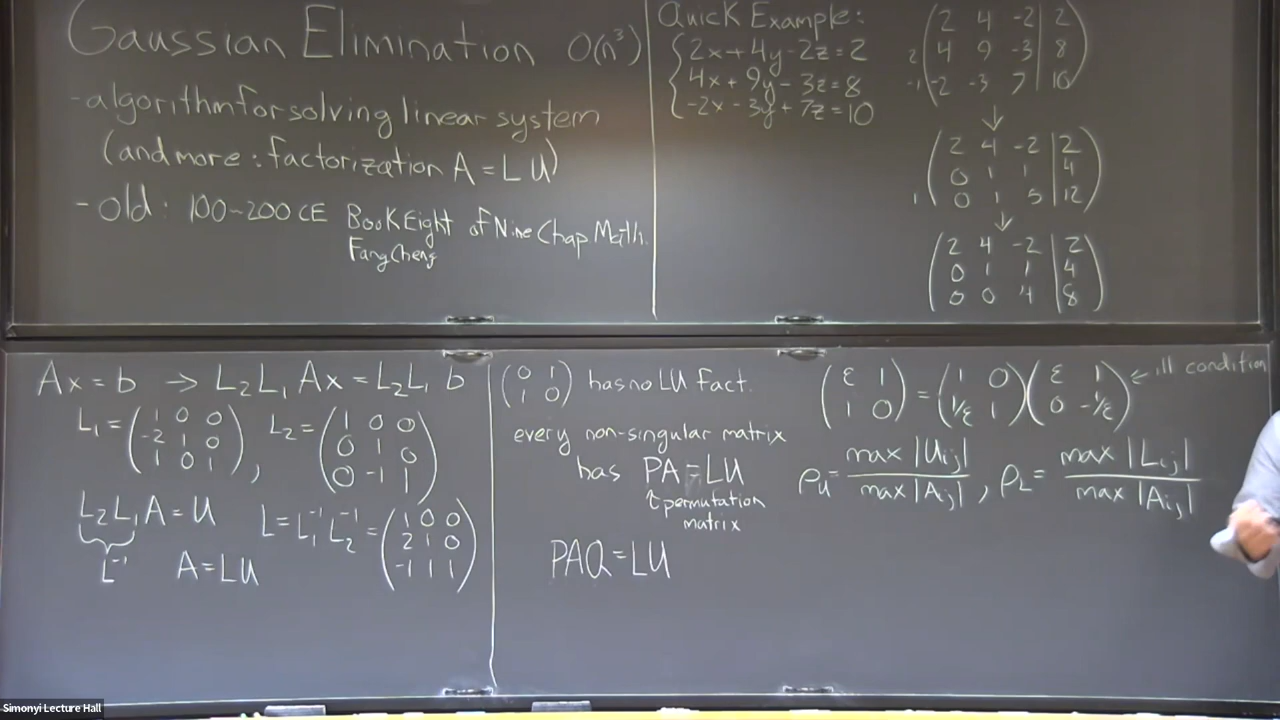 Gaussian Elimination O(n³)
- algorithm for solving linear system
(and more: factorization A = LU)
- old: 100-200 CE Book Eight of Nine Chap Math.
Fang Cheng
Quick Example:
2x+4y-2z=2
4x+9y-3z=8
-2x-3y+7z=10
2 4 -2 | 2
2 4 9 -3 | 8
-1 -2 -3 7 | 10
↓
2 4 -2 | 2
0 1 1 | 4
1 0 1 5 | 12
↓
2 4 -2 | 2
0 1 1 | 4
0 0 4 | 8
Ax = b → L₂L₁Ax = L₂L₁b
L₁ = (1 0 0; -2 1 0; 1 0 1), L₂ = (1 0 0; 0 1 0; 0 -1 1)
L₂L₁A = U
L⁻¹ A = LU
L = L₁⁻¹L₂⁻¹ = (1 0 0; 2 1 0; -1 1 1)
(0 1; 1 0) has no LU fact.
every non-singular matrix
has PA = LU
permutation
matrix
PAQ = LU
(ε 1; 1 0) = (1 0; 1/ε 1)(ε 1; 0 -1/ε) ← ill condition
ρ_U = max |U_ij| / max |A_ij| , ρ_L = max |L_ij| / max |A_ij|
Simonyi Lecture Hall